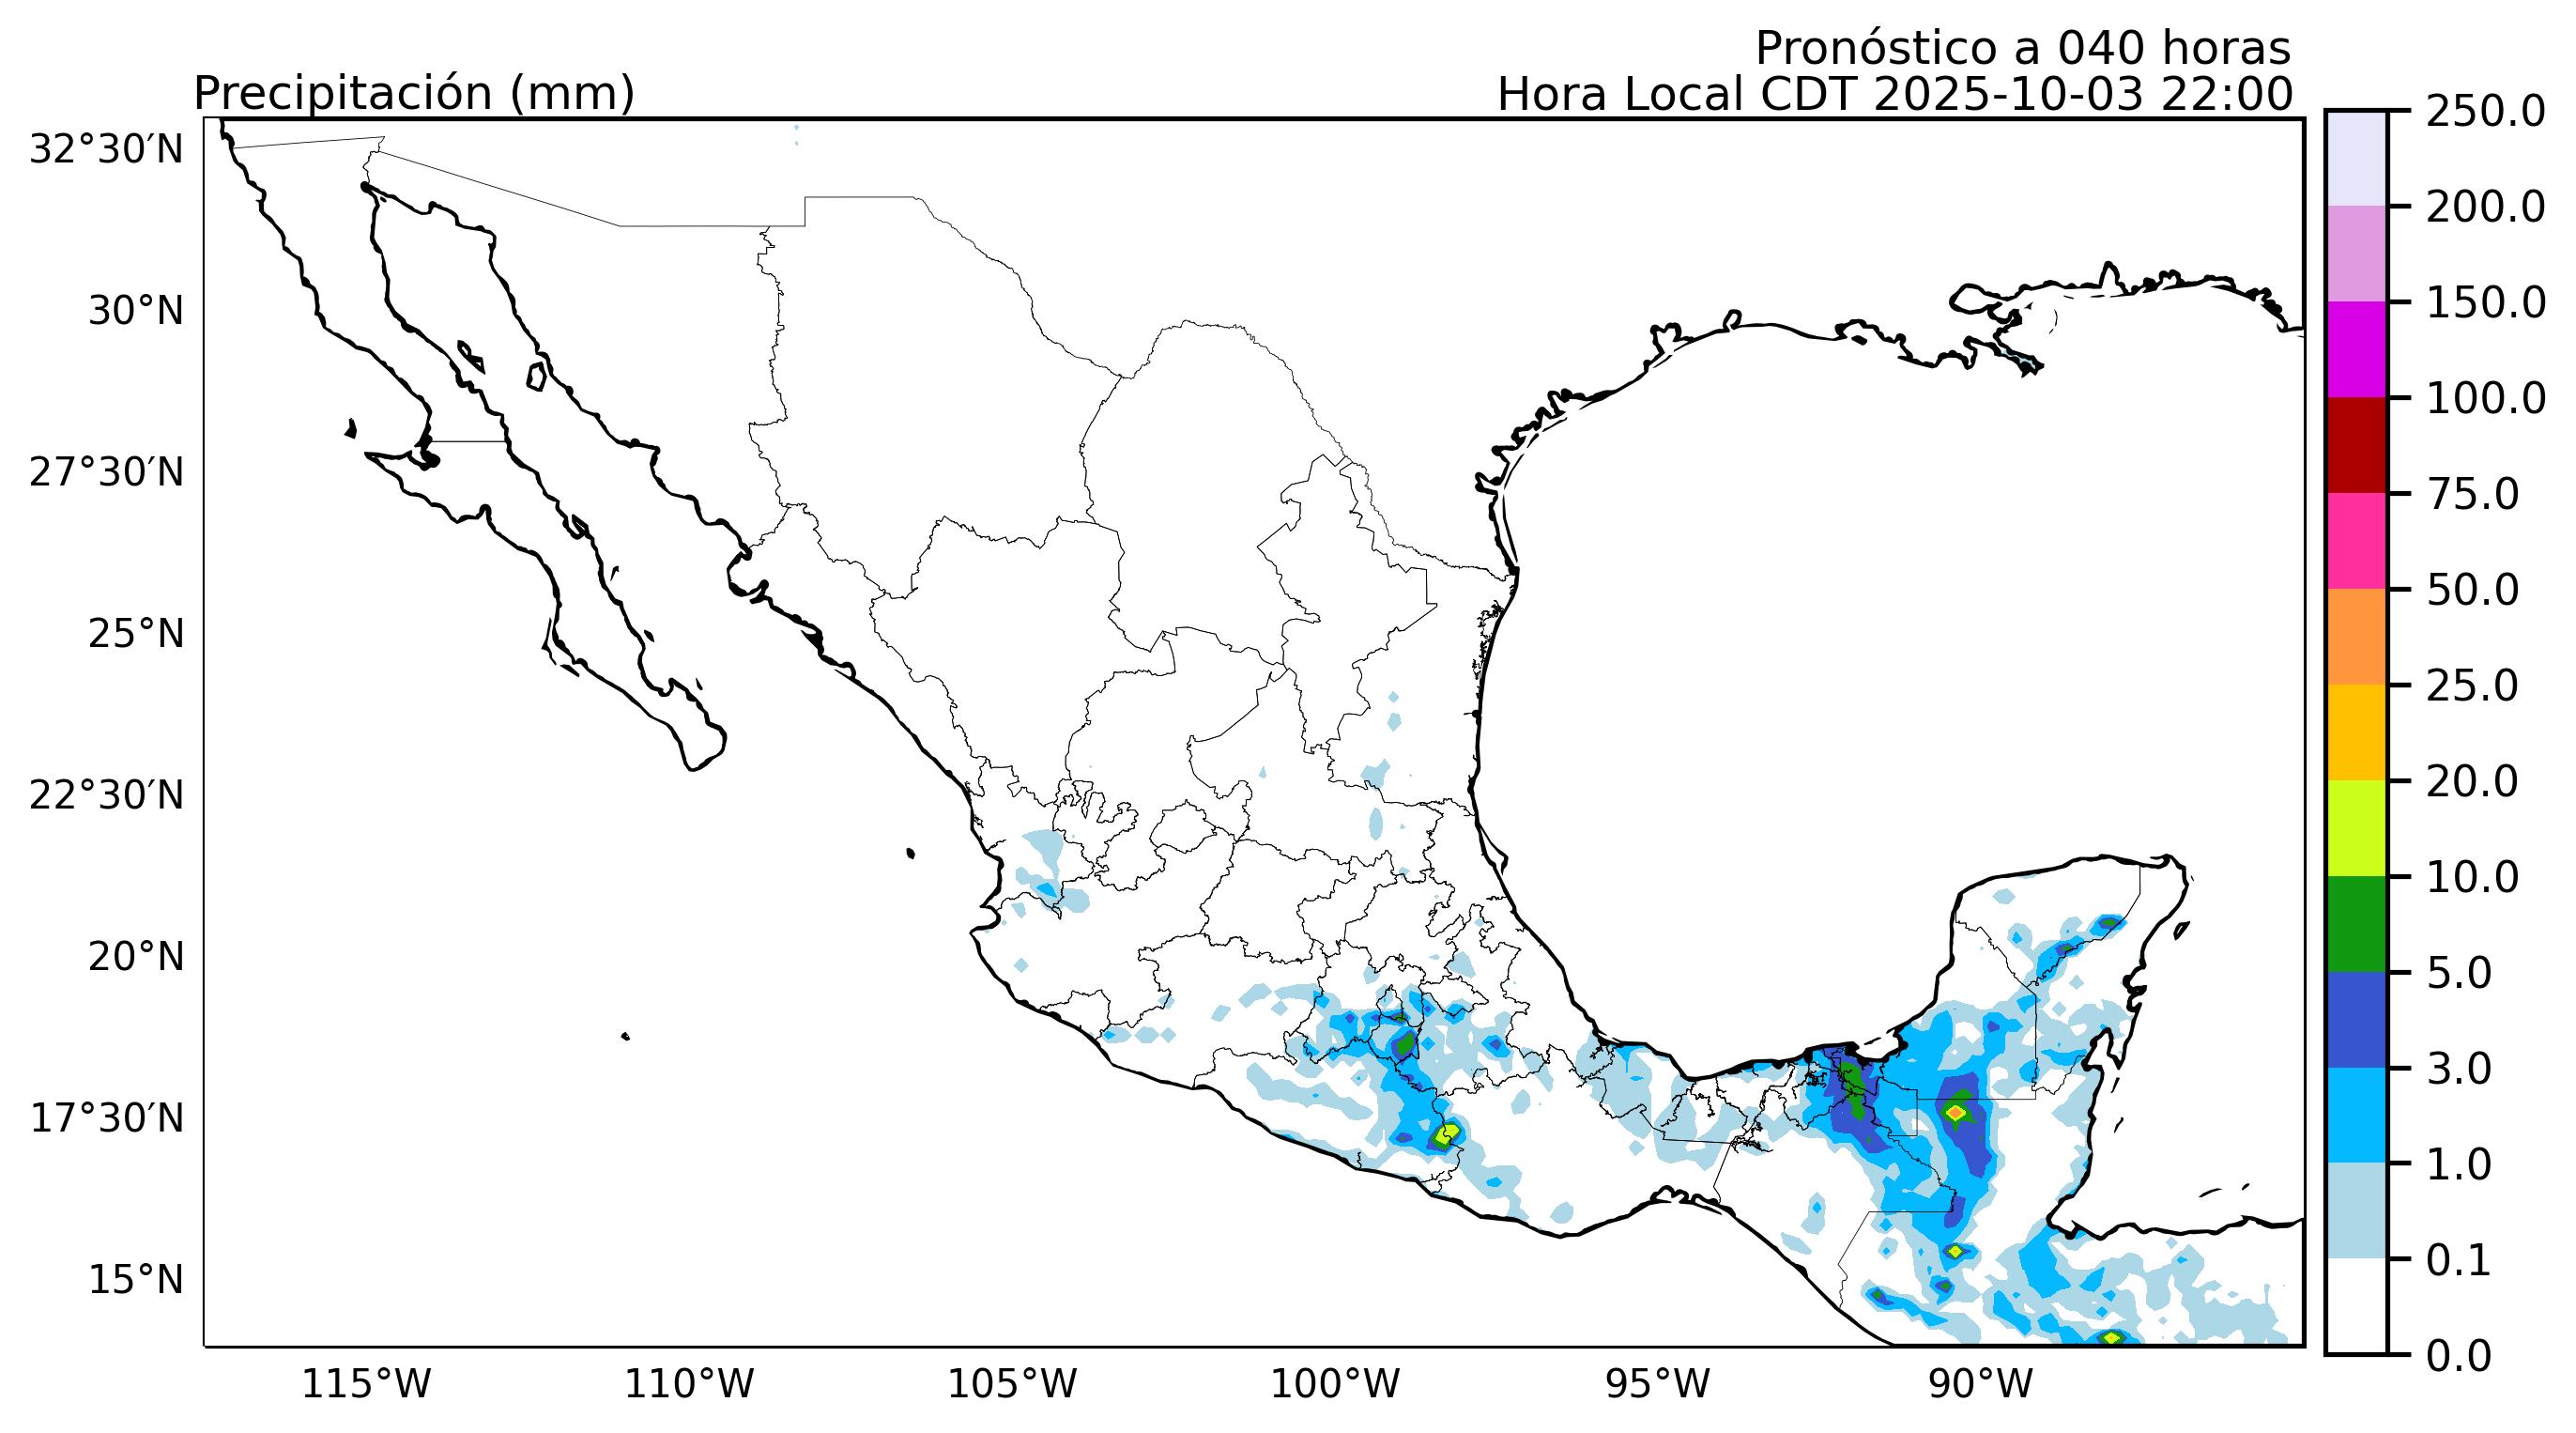 Pronóstico a 040 horas
Precipitación (mm)
Hora Local CDT 2025-10-03 22:00
32°30′N
30°N
27°30′N
25°N
22°30′N
20°N
17°30′N
15°N
115°W
110°W
105°W
100°W
95°W
90°W
250.0
200.0
150.0
100.0
75.0
50.0
25.0
20.0
10.0
5.0
3.0
1.0
0.1
0.0